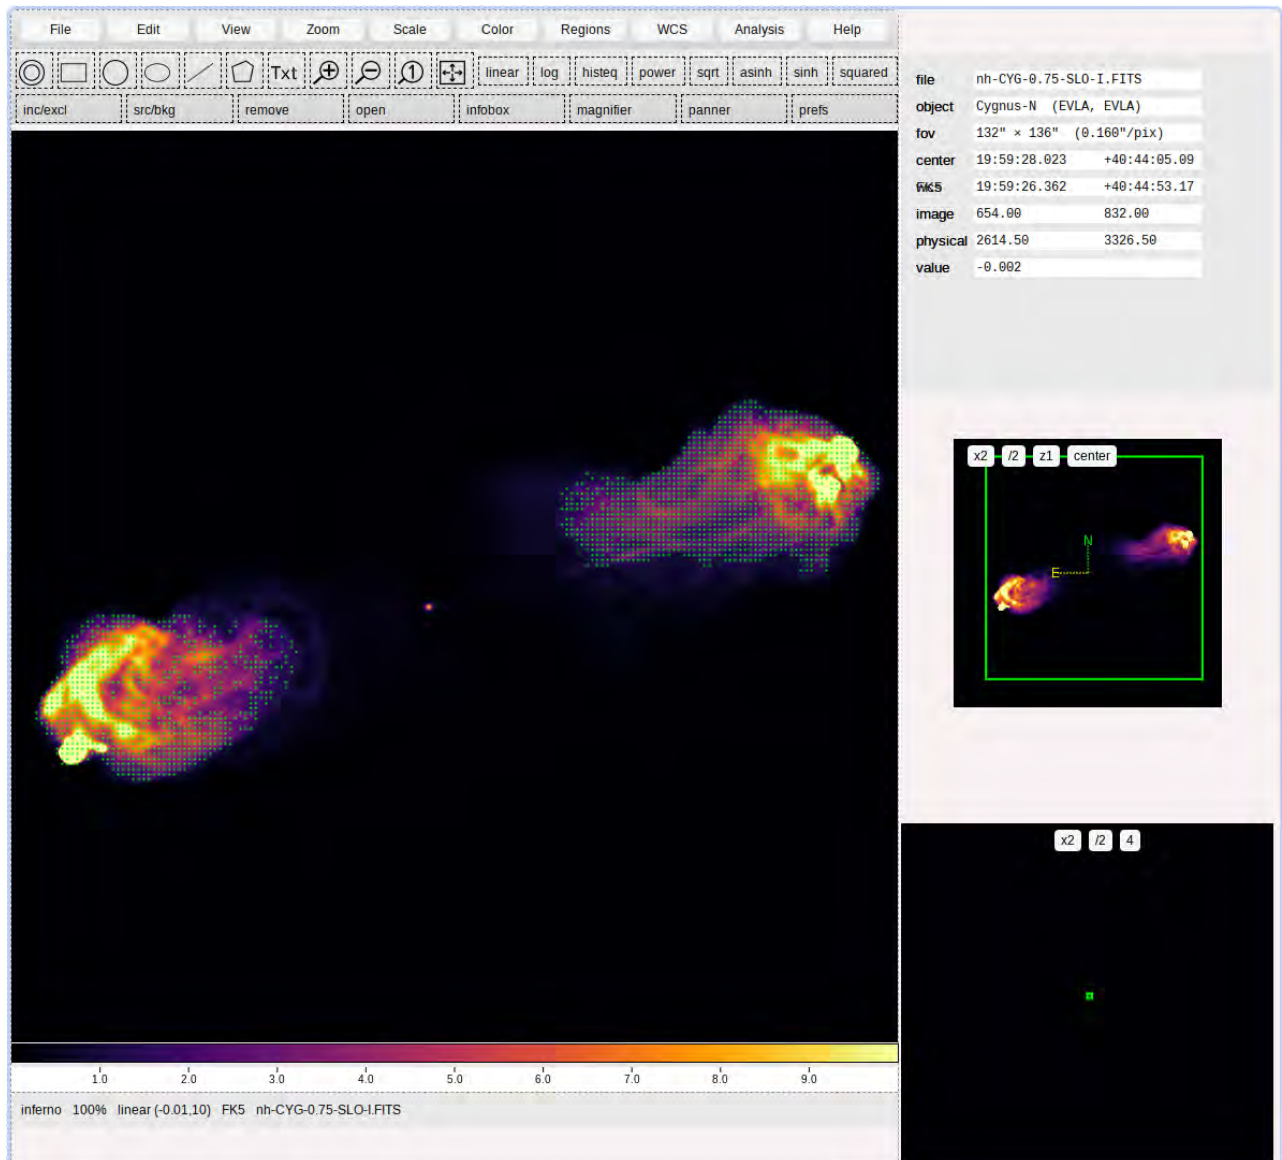 File Edit View Zoom Scale Color Regions WCS Analysis Help
1 Txt linear log histeq power sqrt asinh sinh squared
inc/excl src/bkg remove open infobox magnifier panner prefs
file nh-CYG-0.75-SLO-I.FITS
object Cygnus-N (EVLA, EVLA)
fov 132" × 136" (0.160"/pix)
center 19:59:28.023 +40:44:05.09
19:59:26.362 +40:44:53.17
image 654.00 832.00
physical 2614.50 3326.50
value -0.002
x2 /2 z1 center
N
E
x2 /2 4
1.0 2.0 3.0 4.0 5.0 6.0 7.0 8.0 9.0
inferno 100% linear (-0.01,10) FK5 nh-CYG-0.75-SLO-I.FITS